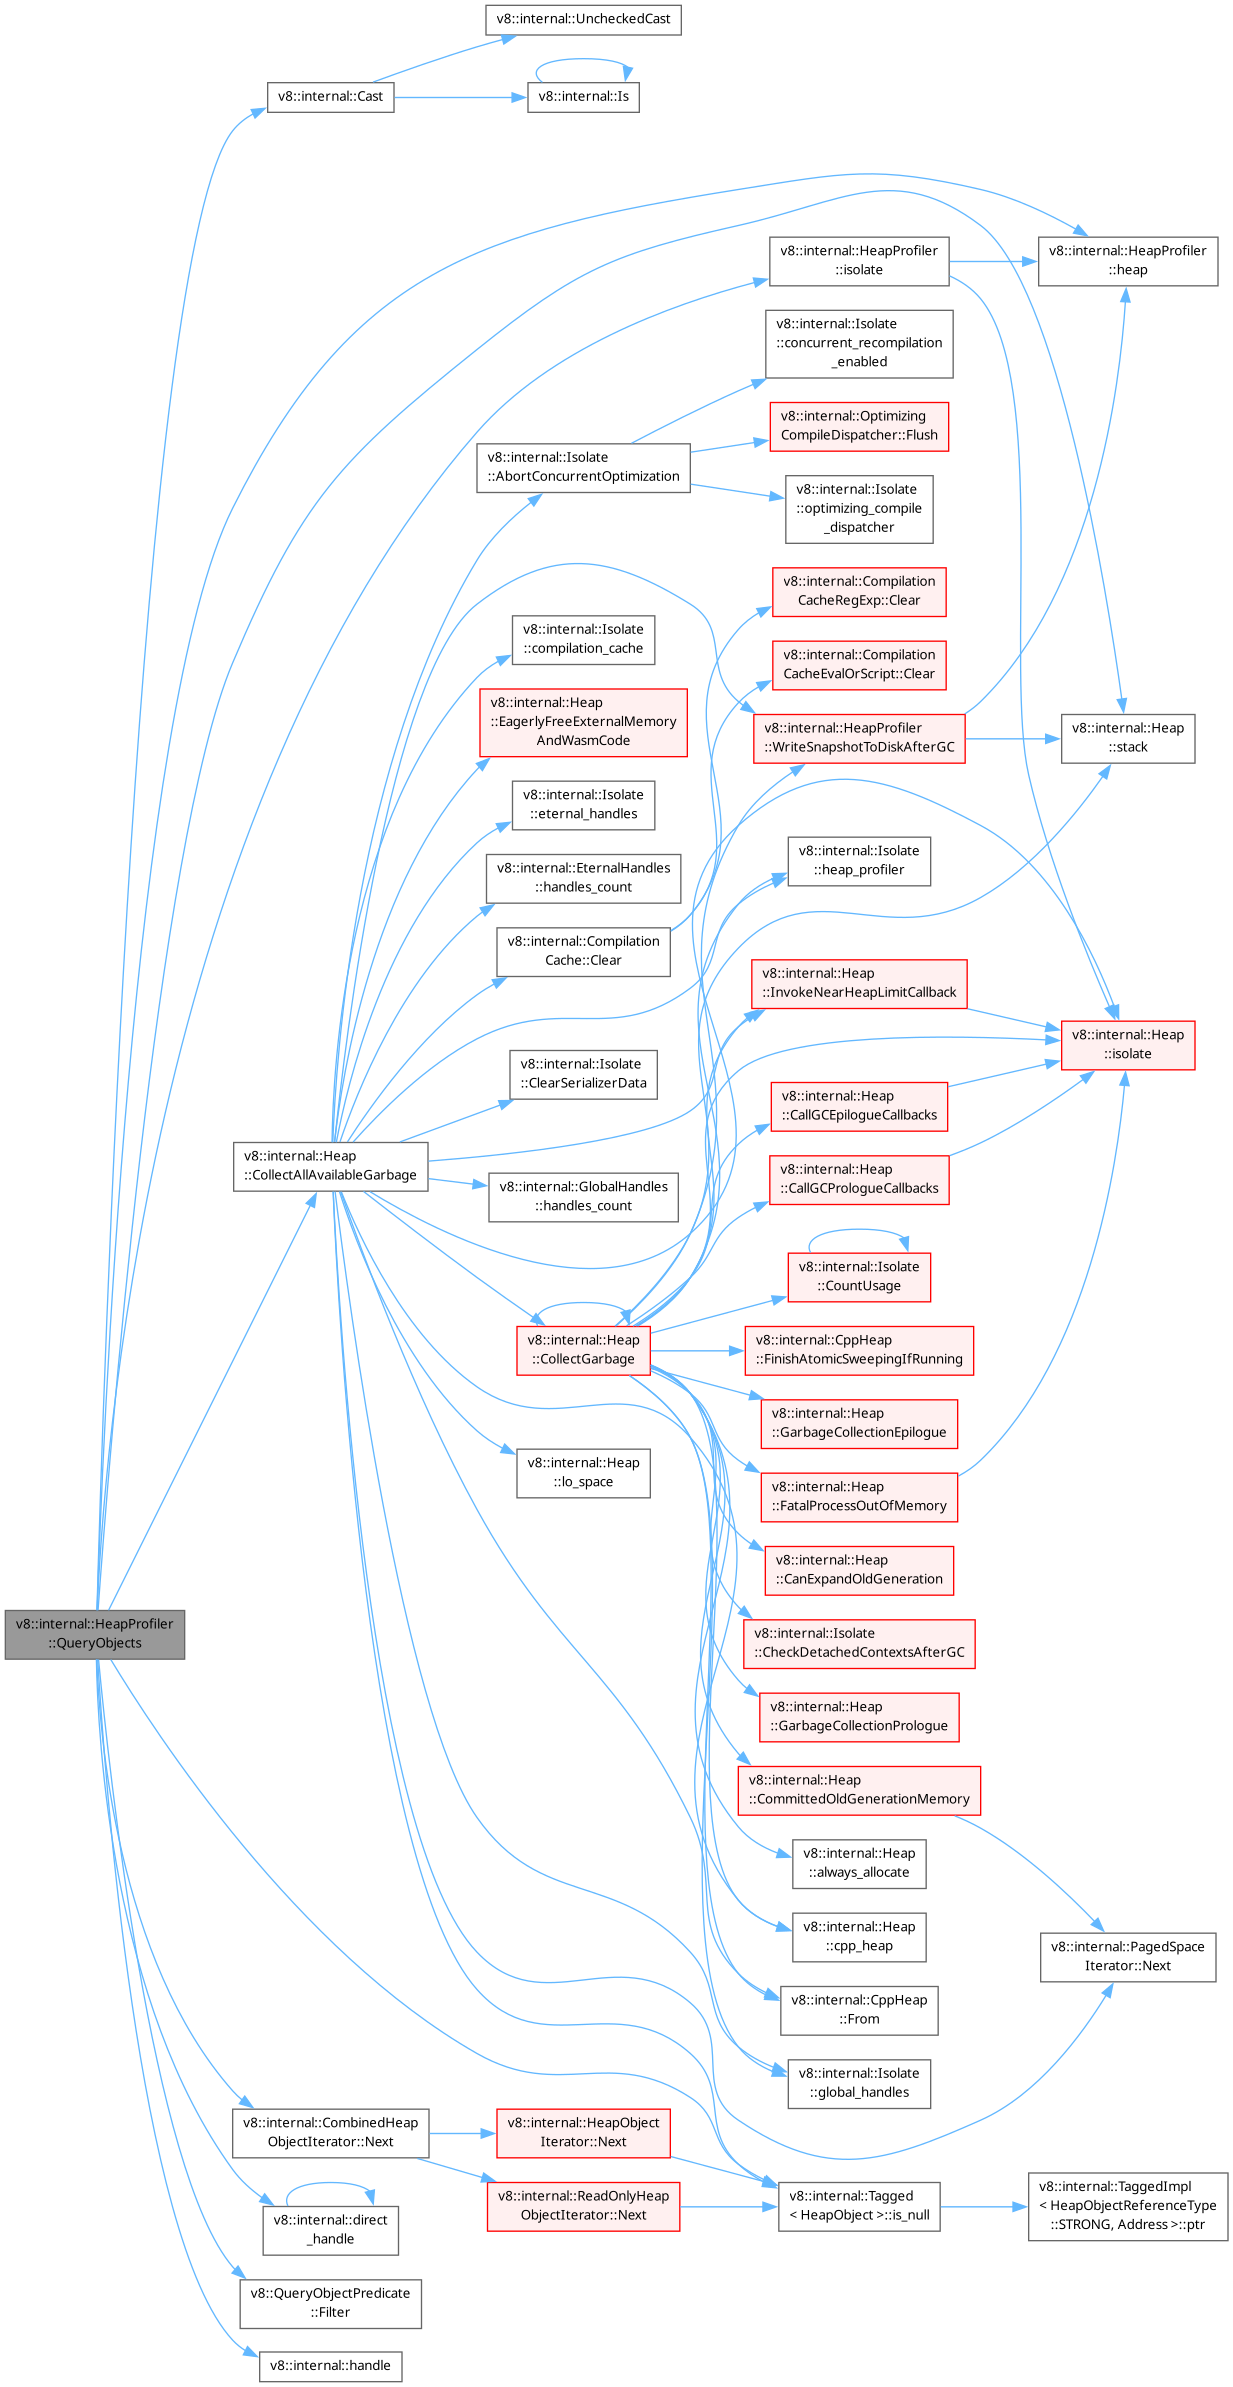 v8::internal::UncheckedCast
v8::internal::Cast
v8::internal::Is
v8::internal::HeapProfiler
::isolate
v8::internal::HeapProfiler
::heap
v8::internal::Isolate
::concurrent_recompilation
_enabled
v8::internal::Optimizing
CompileDispatcher::Flush
v8::internal::Isolate
::AbortConcurrentOptimization
v8::internal::Isolate
::optimizing_compile
_dispatcher
v8::internal::Compilation
CacheRegExp::Clear
v8::internal::Isolate
::compilation_cache
v8::internal::Compilation
CacheEvalOrScript::Clear
v8::internal::Heap
::EagerlyFreeExternalMemory
AndWasmCode
v8::internal::HeapProfiler
::WriteSnapshotToDiskAfterGC
v8::internal::Heap
::stack
v8::internal::Isolate
::eternal_handles
v8::internal::Isolate
::heap_profiler
v8::internal::EternalHandles
::handles_count
v8::internal::Compilation
Cache::Clear
v8::internal::Heap
::InvokeNearHeapLimitCallback
v8::internal::Heap
::isolate
v8::internal::Isolate
::ClearSerializerData
v8::internal::Heap
::CallGCEpilogueCallbacks
v8::internal::Heap
::CollectAllAvailableGarbage
v8::internal::GlobalHandles
::handles_count
v8::internal::Heap
::CallGCPrologueCallbacks
v8::internal::Isolate
::CountUsage
v8::internal::Heap
::CollectGarbage
v8::internal::CppHeap
::FinishAtomicSweepingIfRunning
v8::internal::Heap
::GarbageCollectionEpilogue
v8::internal::Heap
::lo_space
v8::internal::Heap
::FatalProcessOutOfMemory
v8::internal::Heap
::CanExpandOldGeneration
v8::internal::HeapProfiler
::QueryObjects
v8::internal::Isolate
::CheckDetachedContextsAfterGC
v8::internal::Heap
::GarbageCollectionPrologue
v8::internal::Heap
::CommittedOldGenerationMemory
v8::internal::Heap
::always_allocate
v8::internal::Heap
::cpp_heap
v8::internal::PagedSpace
Iterator::Next
v8::internal::CppHeap
::From
v8::internal::Isolate
::global_handles
v8::internal::CombinedHeap
ObjectIterator::Next
v8::internal::HeapObject
Iterator::Next
v8::internal::ReadOnlyHeap
ObjectIterator::Next
v8::internal::Tagged
< HeapObject >::is_null
v8::internal::TaggedImpl
< HeapObjectReferenceType
::STRONG, Address >::ptr
v8::internal::direct
_handle
v8::QueryObjectPredicate
::Filter
v8::internal::handle